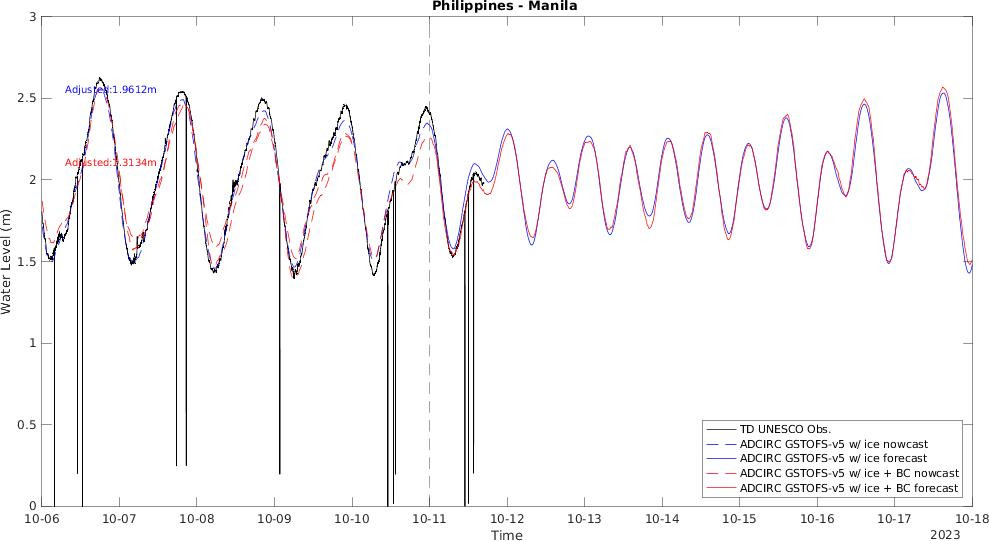 Philippines - Manila
3
2.5
2
1.5
1
0.5
0
Water Level (m)
Adjusted:1.9612m
Adjusted:1.3134m
TD UNESCO Obs.
ADCIRC GSTOFS-v5 w/ ice nowcast
ADCIRC GSTOFS-v5 w/ ice forecast
ADCIRC GSTOFS-v5 w/ ice + BC nowcast
ADCIRC GSTOFS-v5 w/ ice + BC forecast
10-06 10-07 10-08 10-09 10-10 10-11 10-12 10-13 10-14 10-15 10-16 10-17 10-18
Time
2023